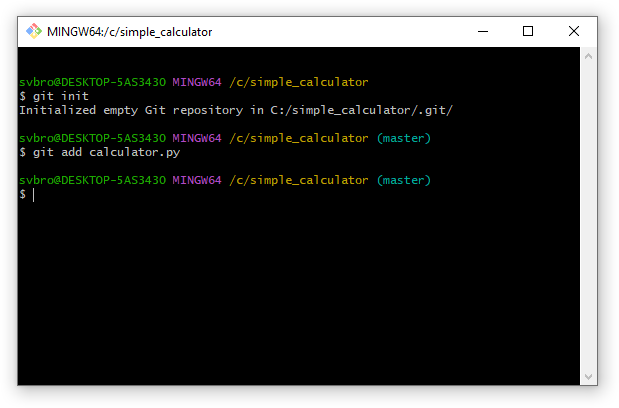 MINGW64:/c/simple_calculator
svbro@DESKTOP-5AS3430 MINGW64 /c/simple_calculator
$ git init
Initialized empty Git repository in C:/simple_calculator/.git/
svbro@DESKTOP-5AS3430 MINGW64 /c/simple_calculator (master)
$ git add calculator.py
svbro@DESKTOP-5AS3430 MINGW64 /c/simple_calculator (master)
$